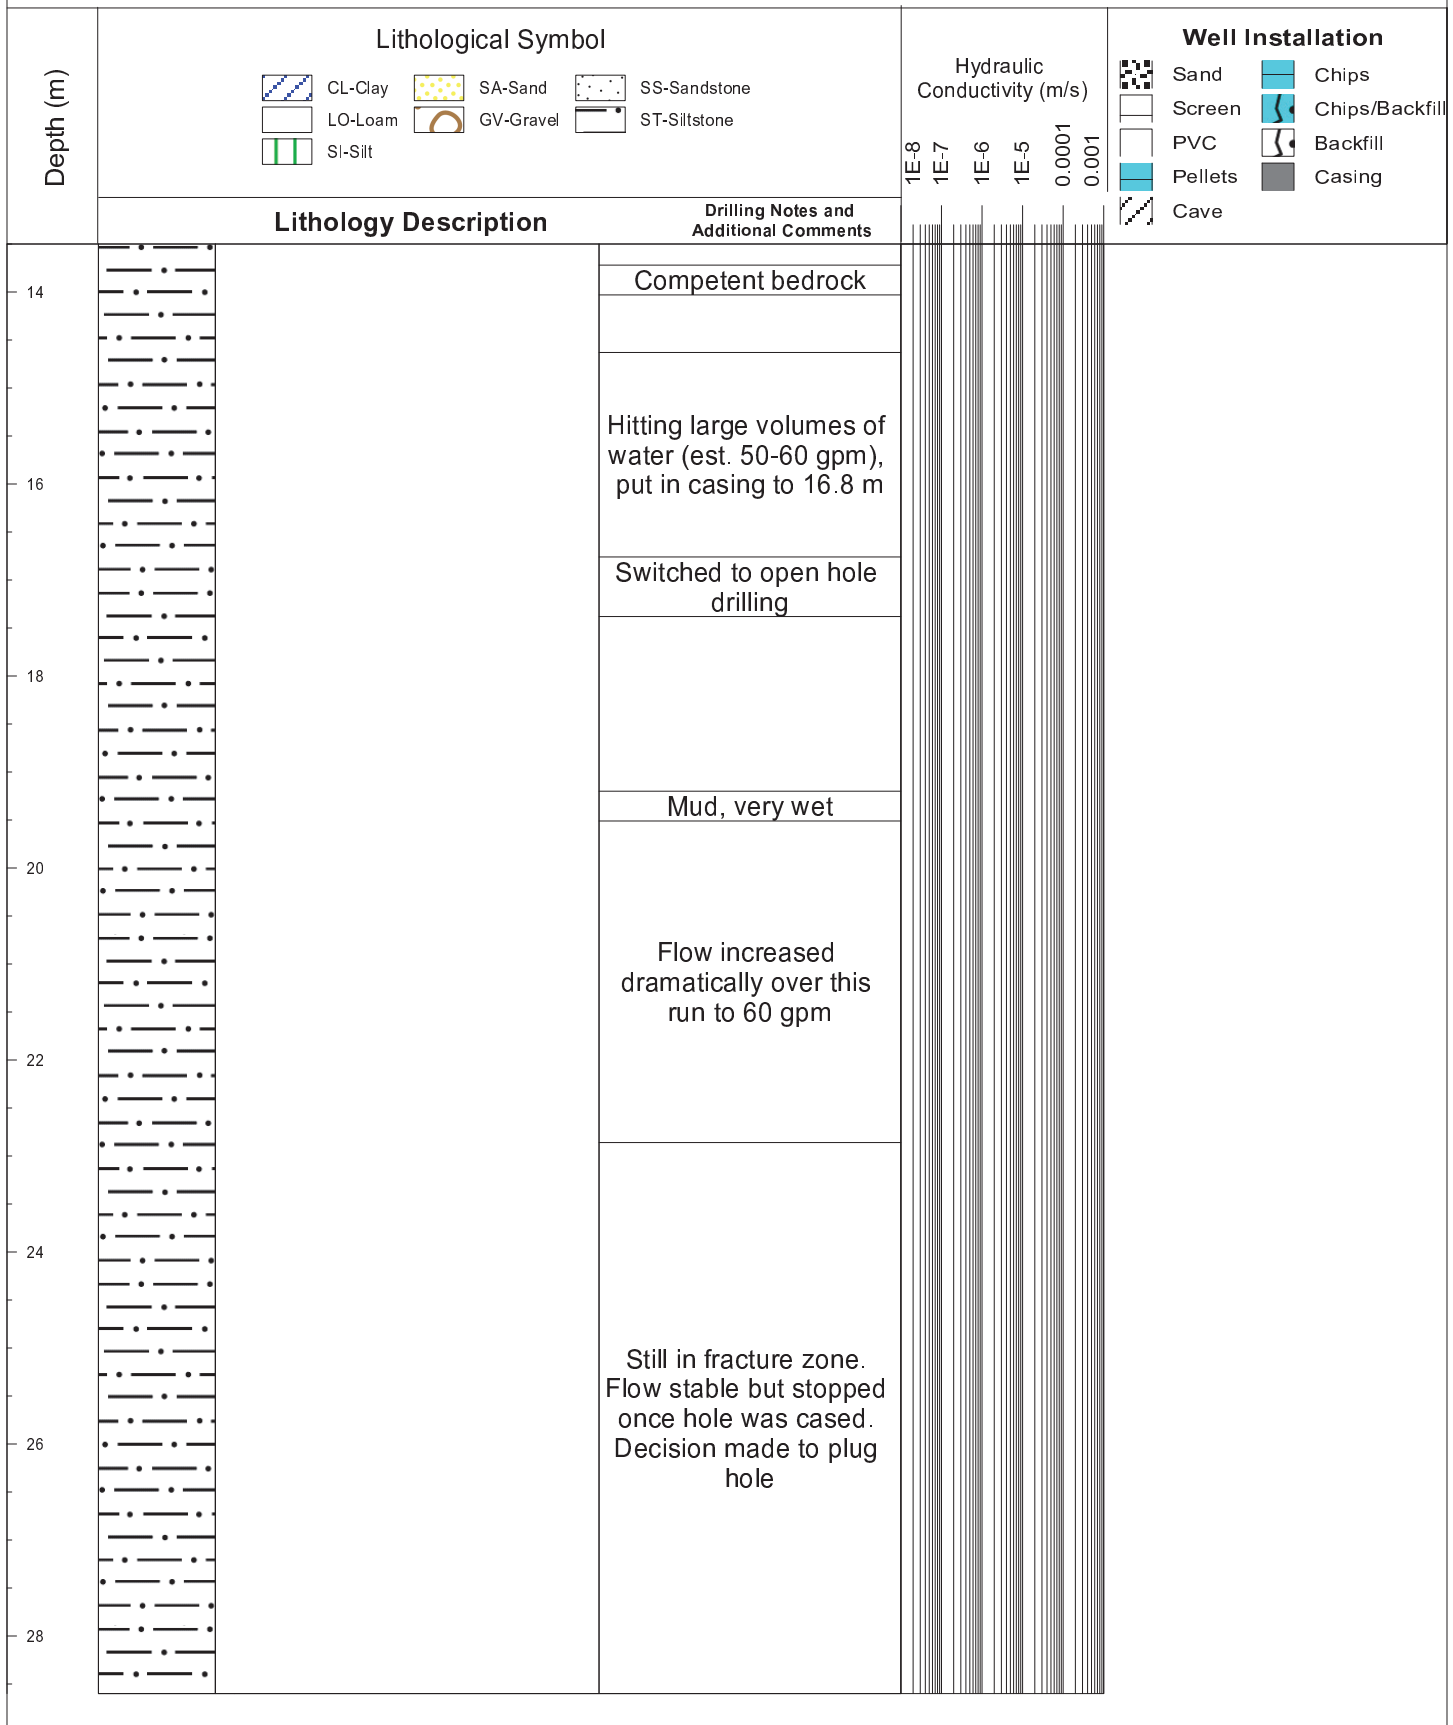 Depth (m)
Lithological Symbol
CL-Clay
SA-Sand
SS-Sandstone
LO-Loam
GV-Gravel
ST-Siltstone
SI-Silt
Lithology Description
Drilling Notes and
Additional Comments
Hydraulic
Conductivity (m/s)
1E-8
1E-7
1E-6
1E-5
0.0001
0.001
Well Installation
Sand
Chips
Screen
Chips/Backfill
PVC
Backfill
Pellets
Casing
Cave
Competent bedrock
14
Hitting large volumes of
water (est. 50-60 gpm),
put in casing to 16.8 m
16
Switched to open hole
drilling
18
Mud, very wet
20
Flow increased
dramatically over this
run to 60 gpm
22
24
Still in fracture zone.
Flow stable but stopped
once hole was cased.
Decision made to plug
hole
26
28